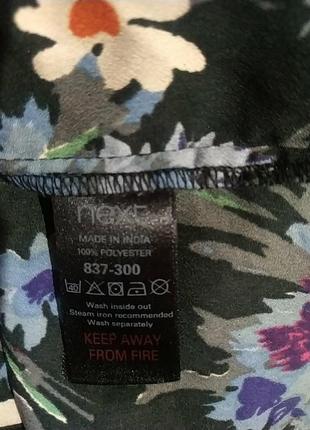 next
MADE IN INDIA
100% POLYESTER
837-300
40
Wash inside out
Steam iron recommended
Wash separately
KEEP AWAY
FROM FIRE